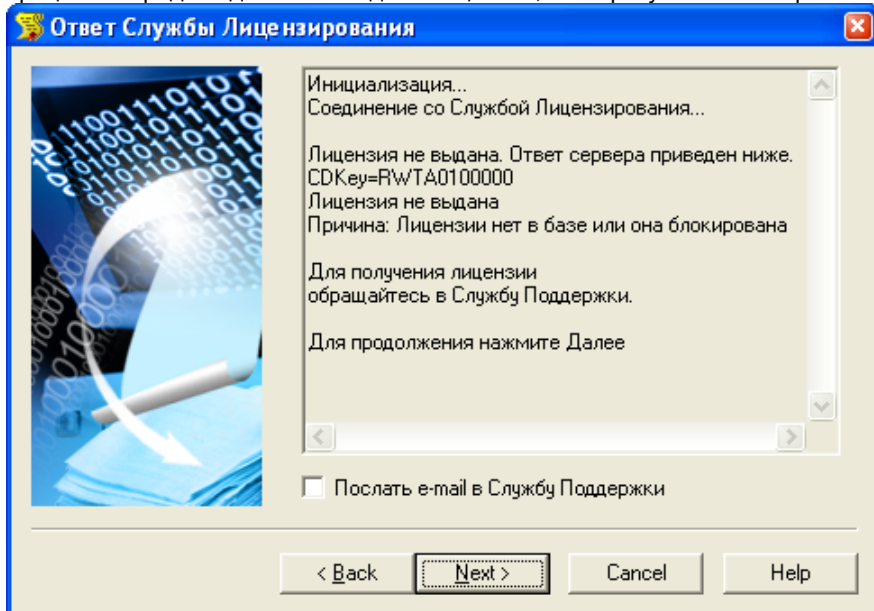 Ответ Службы Лицензирования
Инициализация...
Соединение со Службой Лицензирования...
Лицензия не выдана. Ответ сервера приведен ниже.
CDKey=RWTA0100000
Лицензия не выдана
Причина: Лицензии нет в базе или она блокирована
Для получения лицензии
обращайтесь в Службу Поддержки.
Для продолжения нажмите Далее
Послать e-mail в Службу Поддержки
< Back
Next >
Cancel
Help